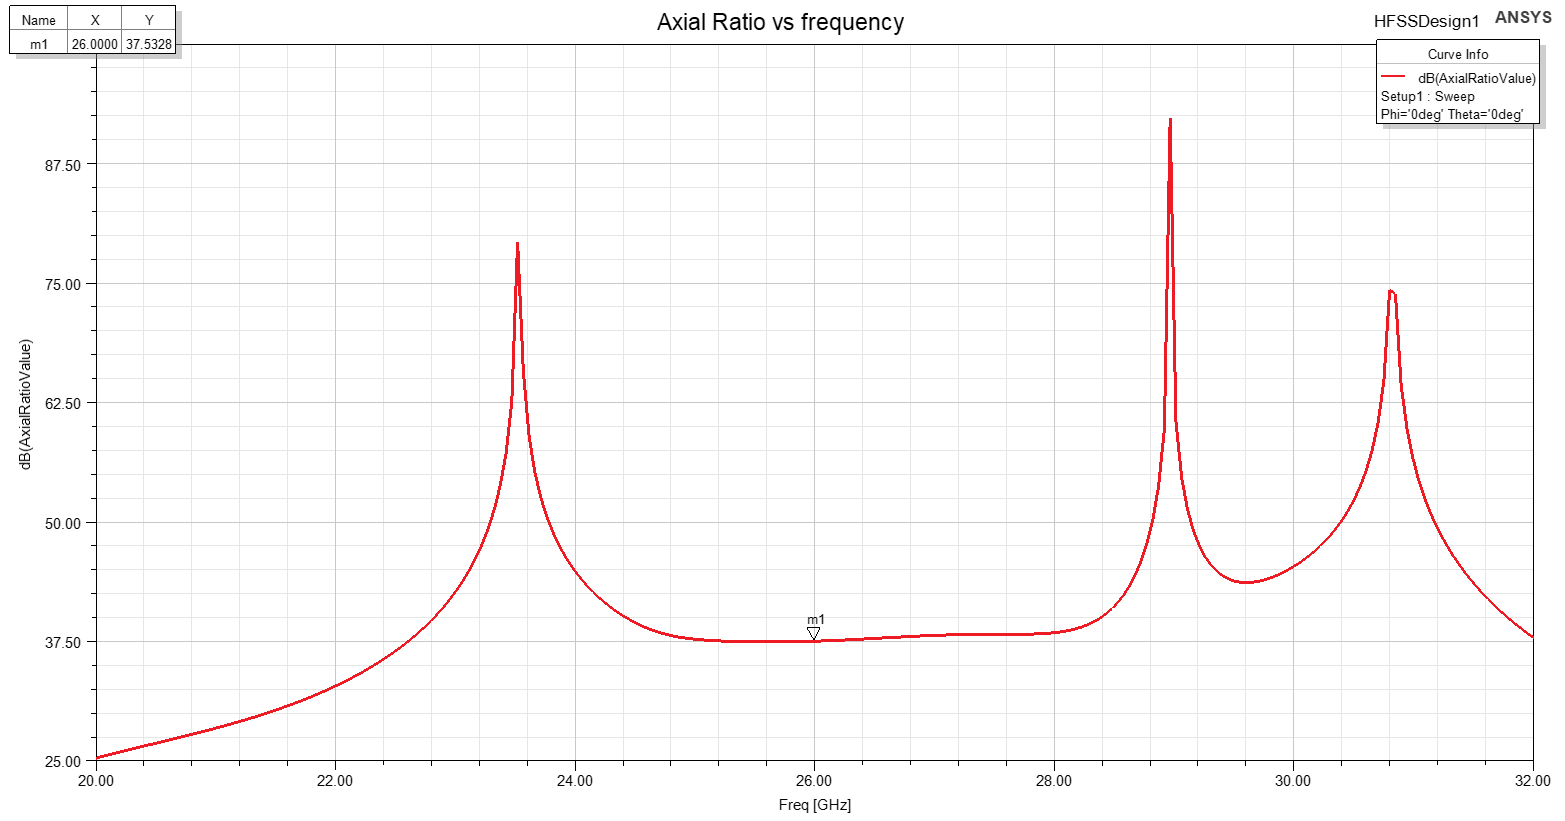 Axial Ratio vs frequency
HFSSDesign1
ANSYS
Name X Y
m1 26.0000 37.5328
Curve Info
dB(AxialRatioValue)
Setup1 : Sweep
Phi='0deg' Theta='0deg'
87.50
75.00
62.50
50.00
37.50
25.00
dB(AxialRatioValue)
m1
20.00 22.00 24.00 26.00 28.00 30.00 32.00
Freq [GHz]